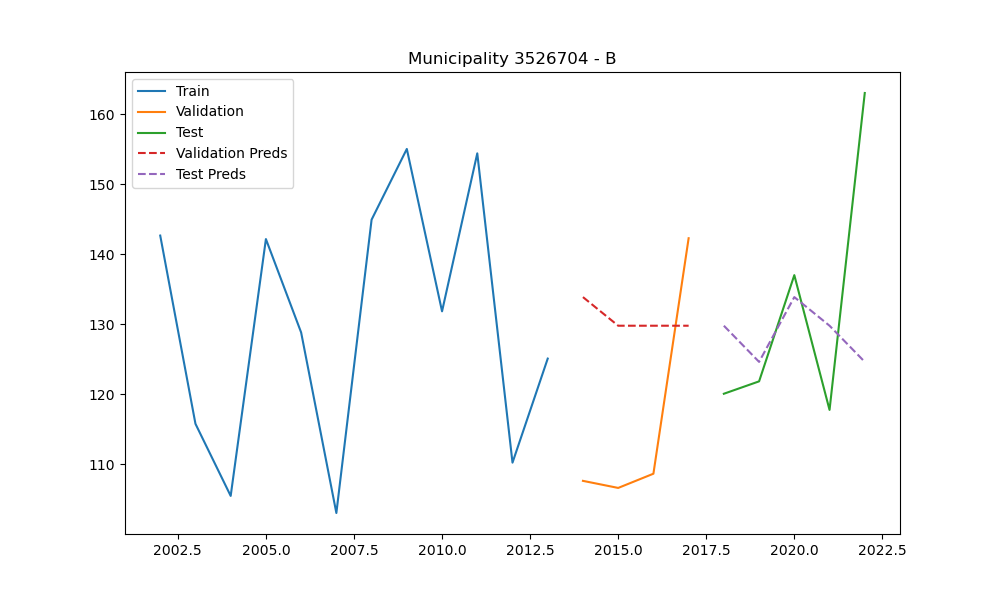 Municipality 3526704 - B
Train
Validation
Test
Validation Preds
Test Preds
160
150
140
130
120
110
2002.5 2005.0 2007.5 2010.0 2012.5 2015.0 2017.5 2020.0 2022.5